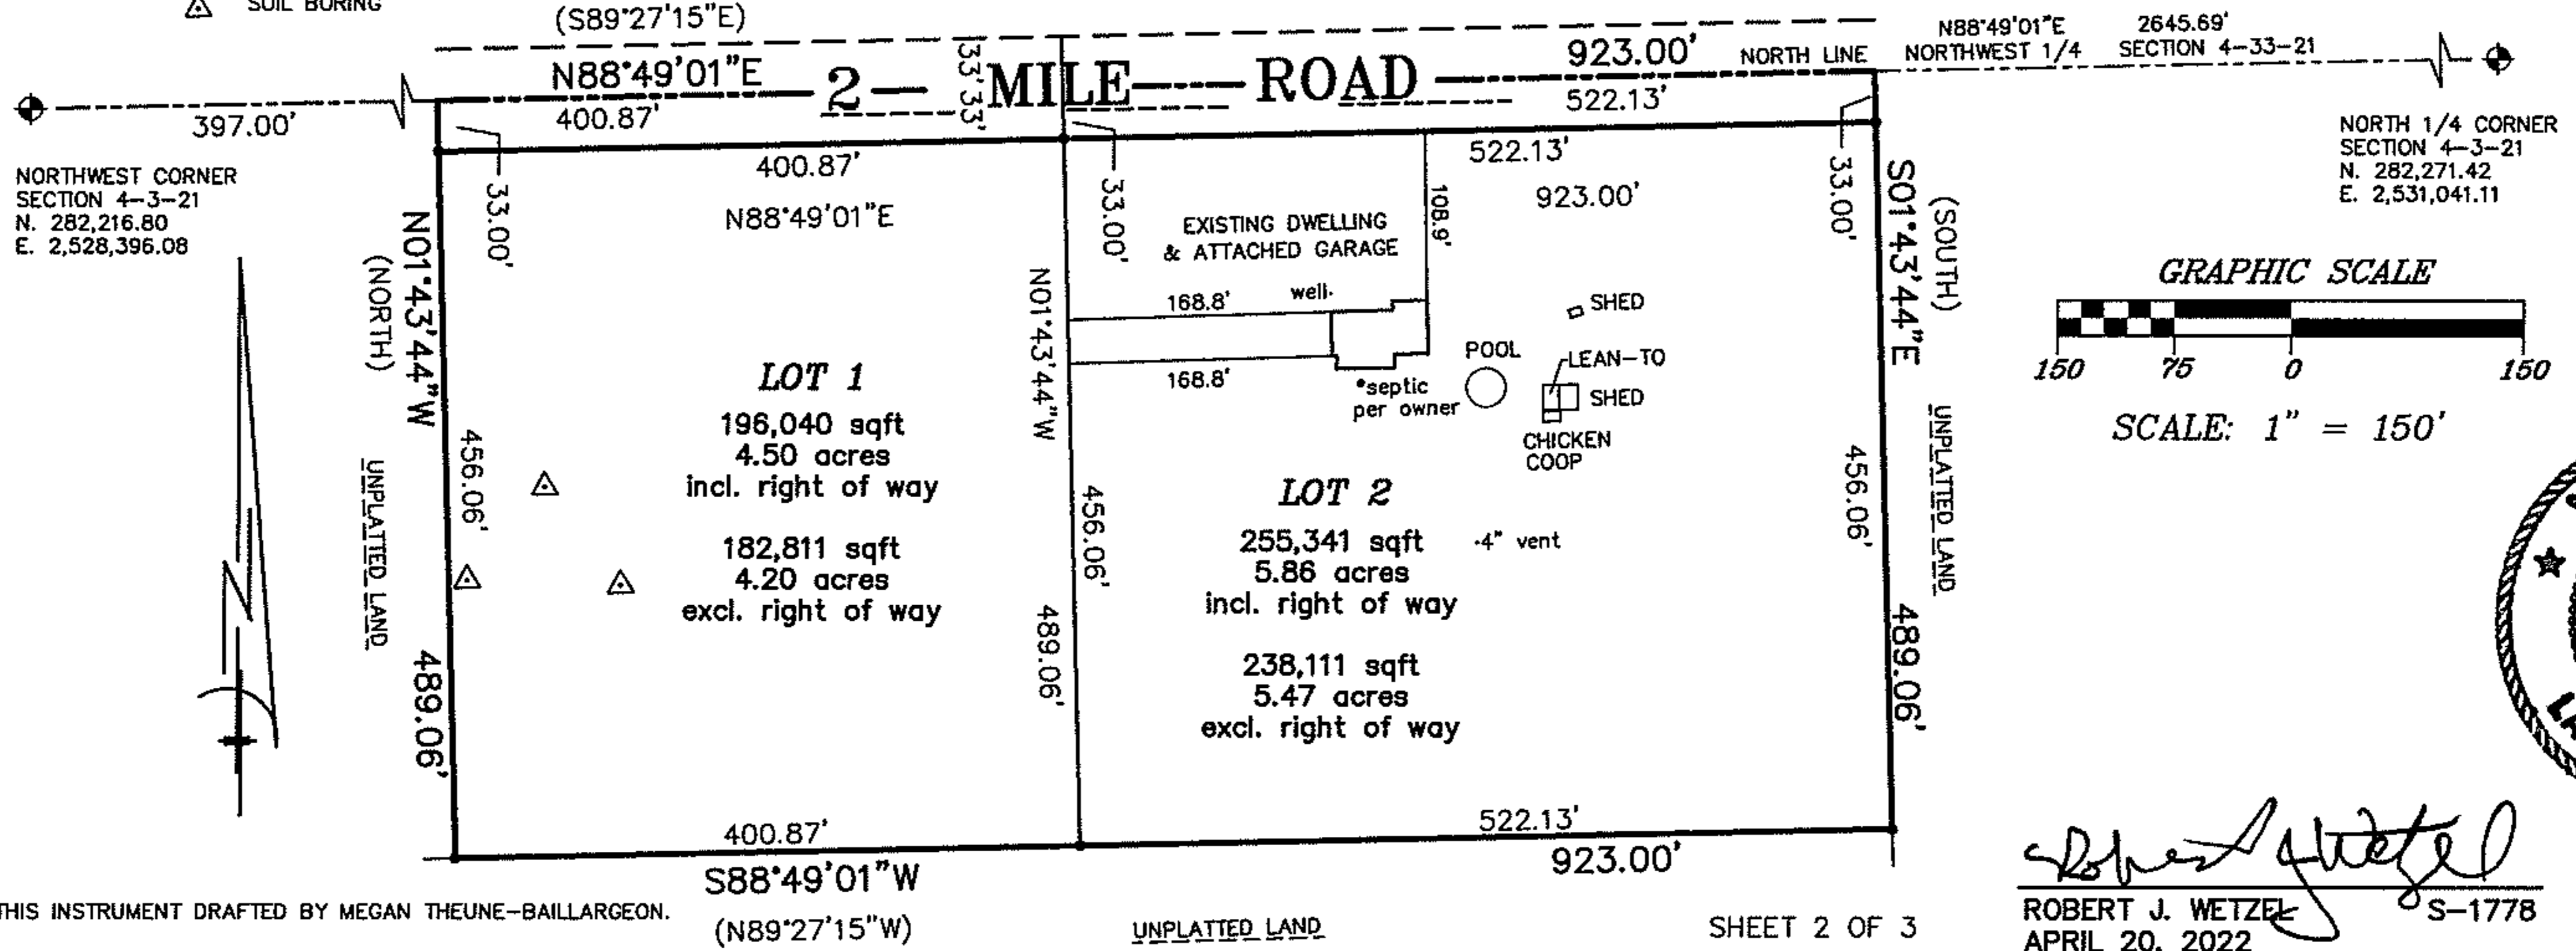 SOIL BORING
(S89°27'15"E)
N88°49'01"E
2645.69'
N88°49'01"E
2 MILE ROAD
923.00'
NORTH LINE
NORTHWEST 1/4
SECTION 4-33-21
33'
33'
397.00'
400.87'
522.13'
NORTHWEST CORNER
SECTION 4-3-21
N. 282,216.80
E. 2,528,396.08
NORTH 1/4 CORNER
SECTION 4-3-21
N. 282,271.42
E. 2,531,041.11
400.87'
522.13'
N88°49'01"E
923.00'
33.00'
33.00'
33.00'
N01°43'44"W
(NORTH)
456.06'
UNPLATTED LAND
489.06'
LOT 1
196,040 sqft
4.50 acres
incl. right of way
182,811 sqft
4.20 acres
excl. right of way
N01°43'44"W
456.06'
489.06'
EXISTING DWELLING
& ATTACHED GARAGE
108.9'
168.8'
well
168.8'
septic
per owner
POOL
SHED
LEAN-TO
SHED
CHICKEN
COOP
LOT 2
255,341 sqft
5.86 acres
incl. right of way
4" vent
238,111 sqft
5.47 acres
excl. right of way
S01°43'44"E
(SOUTH)
456.06'
UNPLATTED LAND
489.06'
GRAPHIC SCALE
150 75 0 150
SCALE: 1" = 150'
N
400.87'
522.13'
S88°49'01"W
923.00'
(N89°27'15"W)
UNPLATTED LAND
THIS INSTRUMENT DRAFTED BY MEGAN THEUNE-BAILLARGEON.
SHEET 2 OF 3
Robert J Wetzel
ROBERT J. WETZEL S-1778
APRIL 20, 2022